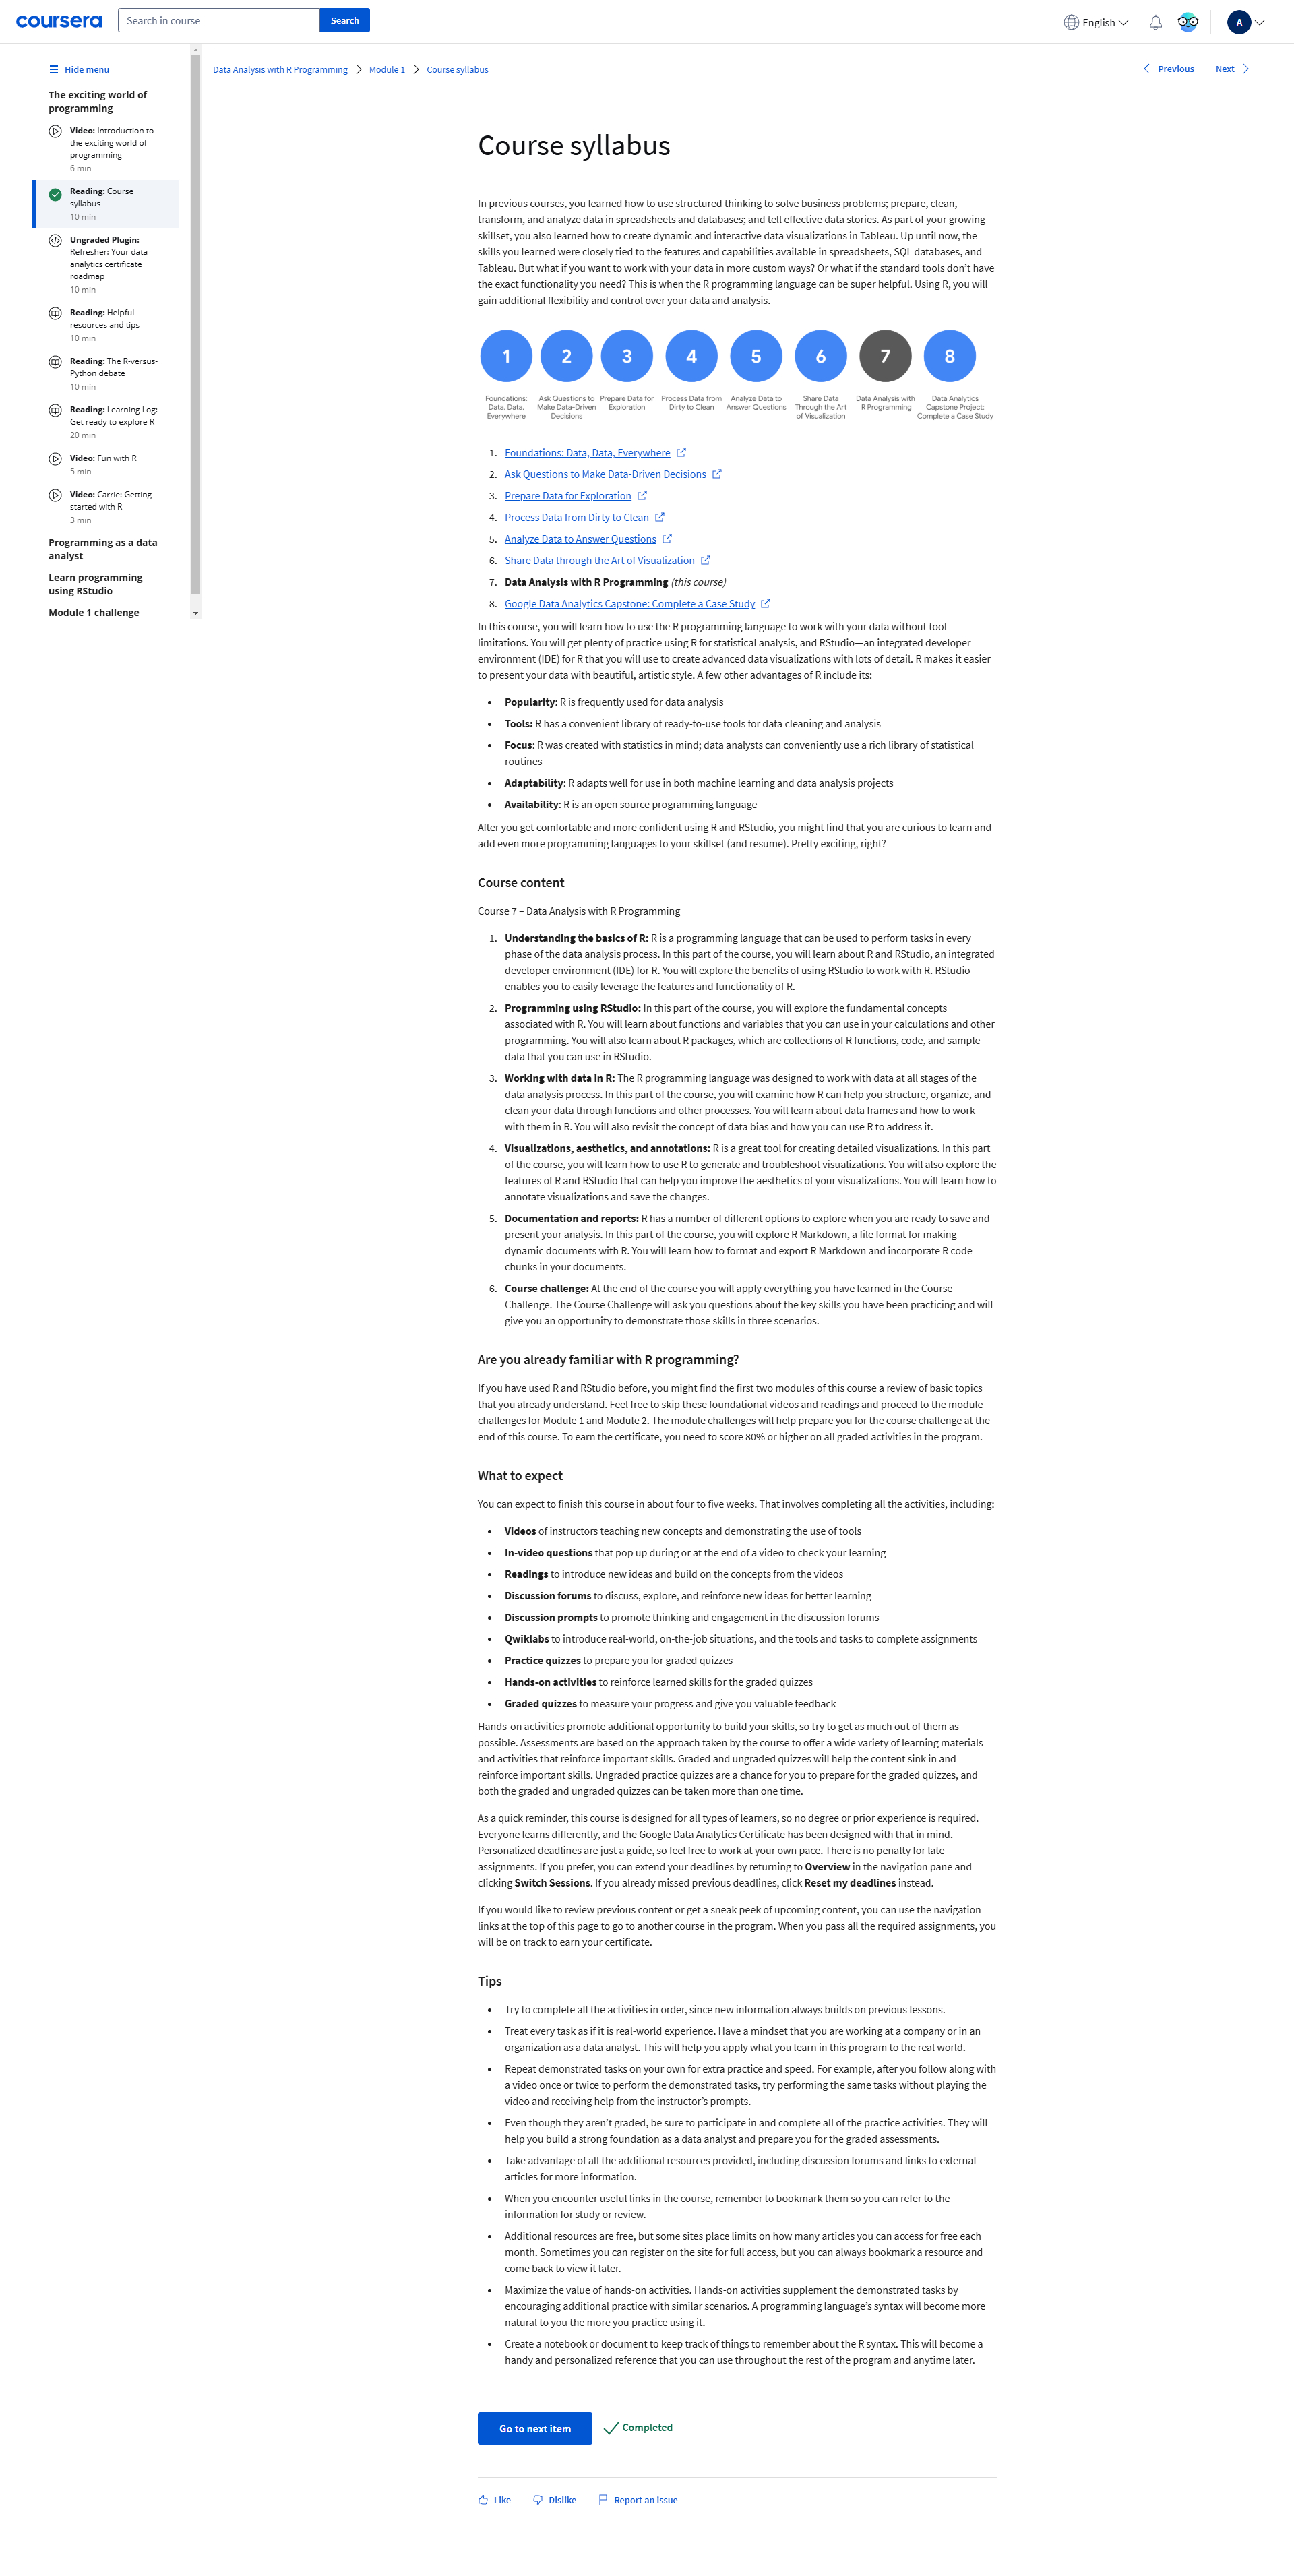 coursera
Search in course
Search
English
A
Hide menu
The exciting world of
programming
Video: Introduction to
the exciting world of
programming
6 min
Reading: Course
syllabus
10 min
Ungraded Plugin:
Refresher: Your data
analytics certificate
roadmap
10 min
Reading: Helpful
resources and tips
10 min
Reading: The R-versus-
Python debate
10 min
Reading: Learning Log:
Get ready to explore R
20 min
Video: Fun with R
5 min
Video: Carrie: Getting
started with R
3 min
Programming as a data
analyst
Learn programming
using RStudio
Module 1 challenge
Data Analysis with R Programming
Module 1
Course syllabus
Previous
Next
Course syllabus
In previous courses, you learned how to use structured thinking to solve business problems; prepare, clean,
transform, and analyze data in spreadsheets and databases; and tell effective data stories. As part of your growing
skillset, you also learned how to create dynamic and interactive data visualizations in Tableau. Up until now, the
skills you learned were closely tied to the features and capabilities available in spreadsheets, SQL databases, and
Tableau. But what if you want to work with your data in more custom ways? Or what if the standard tools don't have
the exact functionality you need? This is when the R programming language can be super helpful. Using R, you will
gain additional flexibility and control over your data and analysis.
1 2 3 4 5 6 7 8
Foundations:
Data, Data,
Everywhere
Ask Questions to
Make Data-Driven
Decisions
Prepare Data for
Exploration
Process Data from
Dirty to Clean
Analyze Data to
Answer Questions
Share Data
Through the Art
of Visualization
Data Analysis with
R Programming
Data Analytics
Capstone Project:
Complete a Case Study
1. Foundations: Data, Data, Everywhere
2. Ask Questions to Make Data-Driven Decisions
3. Prepare Data for Exploration
4. Process Data from Dirty to Clean
5. Analyze Data to Answer Questions
6. Share Data through the Art of Visualization
7. Data Analysis with R Programming (this course)
8. Google Data Analytics Capstone: Complete a Case Study
In this course, you will learn how to use the R programming language to work with your data without tool
limitations. You will get plenty of practice using R for statistical analysis, and RStudio—an integrated developer
environment (IDE) for R that you will use to create advanced data visualizations with lots of detail. R makes it easier
to present your data with beautiful, artistic style. A few other advantages of R include its:
• Popularity: R is frequently used for data analysis
• Tools: R has a convenient library of ready-to-use tools for data cleaning and analysis
• Focus: R was created with statistics in mind; data analysts can conveniently use a rich library of statistical
routines
• Adaptability: R adapts well for use in both machine learning and data analysis projects
• Availability: R is an open source programming language
After you get comfortable and more confident using R and RStudio, you might find that you are curious to learn and
add even more programming languages to your skillset (and resume). Pretty exciting, right?
Course content
Course 7 – Data Analysis with R Programming
1. Understanding the basics of R: R is a programming language that can be used to perform tasks in every
phase of the data analysis process. In this part of the course, you will learn about R and RStudio, an integrated
developer environment (IDE) for R. You will explore the benefits of using RStudio to work with R. RStudio
enables you to easily leverage the features and functionality of R.
2. Programming using RStudio: In this part of the course, you will explore the fundamental concepts
associated with R. You will learn about functions and variables that you can use in your calculations and other
programming. You will also learn about R packages, which are collections of R functions, code, and sample
data that you can use in RStudio.
3. Working with data in R: The R programming language was designed to work with data at all stages of the
data analysis process. In this part of the course, you will examine how R can help you structure, organize, and
clean your data through functions and other processes. You will learn about data frames and how to work
with them in R. You will also revisit the concept of data bias and how you can use R to address it.
4. Visualizations, aesthetics, and annotations: R is a great tool for creating detailed visualizations. In this part
of the course, you will learn how to use R to generate and troubleshoot visualizations. You will also explore the
features of R and RStudio that can help you improve the aesthetics of your visualizations. You will learn how to
annotate visualizations and save the changes.
5. Documentation and reports: R has a number of different options to explore when you are ready to save and
present your analysis. In this part of the course, you will explore R Markdown, a file format for making
dynamic documents with R. You will learn how to format and export R Markdown and incorporate R code
chunks in your documents.
6. Course challenge: At the end of the course you will apply everything you have learned in the Course
Challenge. The Course Challenge will ask you questions about the key skills you have been practicing and will
give you an opportunity to demonstrate those skills in three scenarios.
Are you already familiar with R programming?
If you have used R and RStudio before, you might find the first two modules of this course a review of basic topics
that you already understand. Feel free to skip these foundational videos and readings and proceed to the module
challenges for Module 1 and Module 2. The module challenges will help prepare you for the course challenge at the
end of this course. To earn the certificate, you need to score 80% or higher on all graded activities in the program.
What to expect
You can expect to finish this course in about four to five weeks. That involves completing all the activities, including:
• Videos of instructors teaching new concepts and demonstrating the use of tools
• In-video questions that pop up during or at the end of a video to check your learning
• Readings to introduce new ideas and build on the concepts from the videos
• Discussion forums to discuss, explore, and reinforce new ideas for better learning
• Discussion prompts to promote thinking and engagement in the discussion forums
• Qwiklabs to introduce real-world, on-the-job situations, and the tools and tasks to complete assignments
• Practice quizzes to prepare you for graded quizzes
• Hands-on activities to reinforce learned skills for the graded quizzes
• Graded quizzes to measure your progress and give you valuable feedback
Hands-on activities promote additional opportunity to build your skills, so try to get as much out of them as
possible. Assessments are based on the approach taken by the course to offer a wide variety of learning materials
and activities that reinforce important skills. Graded and ungraded quizzes will help the content sink in and
reinforce important skills. Ungraded practice quizzes are a chance for you to prepare for the graded quizzes, and
both the graded and ungraded quizzes can be taken more than one time.
As a quick reminder, this course is designed for all types of learners, so no degree or prior experience is required.
Everyone learns differently, and the Google Data Analytics Certificate has been designed with that in mind.
Personalized deadlines are just a guide, so feel free to work at your own pace. There is no penalty for late
assignments. If you prefer, you can extend your deadlines by returning to Overview in the navigation pane and
clicking Switch Sessions. If you already missed previous deadlines, click Reset my deadlines instead.
If you would like to review previous content or get a sneak peek of upcoming content, you can use the navigation
links at the top of this page to go to another course in the program. When you pass all the required assignments, you
will be on track to earn your certificate.
Tips
• Try to complete all the activities in order, since new information always builds on previous lessons.
• Treat every task as if it is real-world experience. Have a mindset that you are working at a company or in an
organization as a data analyst. This will help you apply what you learn in this program to the real world.
• Repeat demonstrated tasks on your own for extra practice and speed. For example, after you follow along with
a video once or twice to perform the demonstrated tasks, try performing the same tasks without playing the
video and receiving help from the instructor's prompts.
• Even though they aren't graded, be sure to participate in and complete all of the practice activities. They will
help you build a strong foundation as a data analyst and prepare you for the graded assessments.
• Take advantage of all the additional resources provided, including discussion forums and links to external
articles for more information.
• When you encounter useful links in the course, remember to bookmark them so you can refer to the
information for study or review.
• Additional resources are free, but some sites place limits on how many articles you can access for free each
month. Sometimes you can register on the site for full access, but you can always bookmark a resource and
come back to view it later.
• Maximize the value of hands-on activities. Hands-on activities supplement the demonstrated tasks by
encouraging additional practice with similar scenarios. A programming language's syntax will become more
natural to you the more you practice using it.
• Create a notebook or document to keep track of things to remember about the R syntax. This will become a
handy and personalized reference that you can use throughout the rest of the program and anytime later.
Go to next item
Completed
Like
Dislike
Report an issue